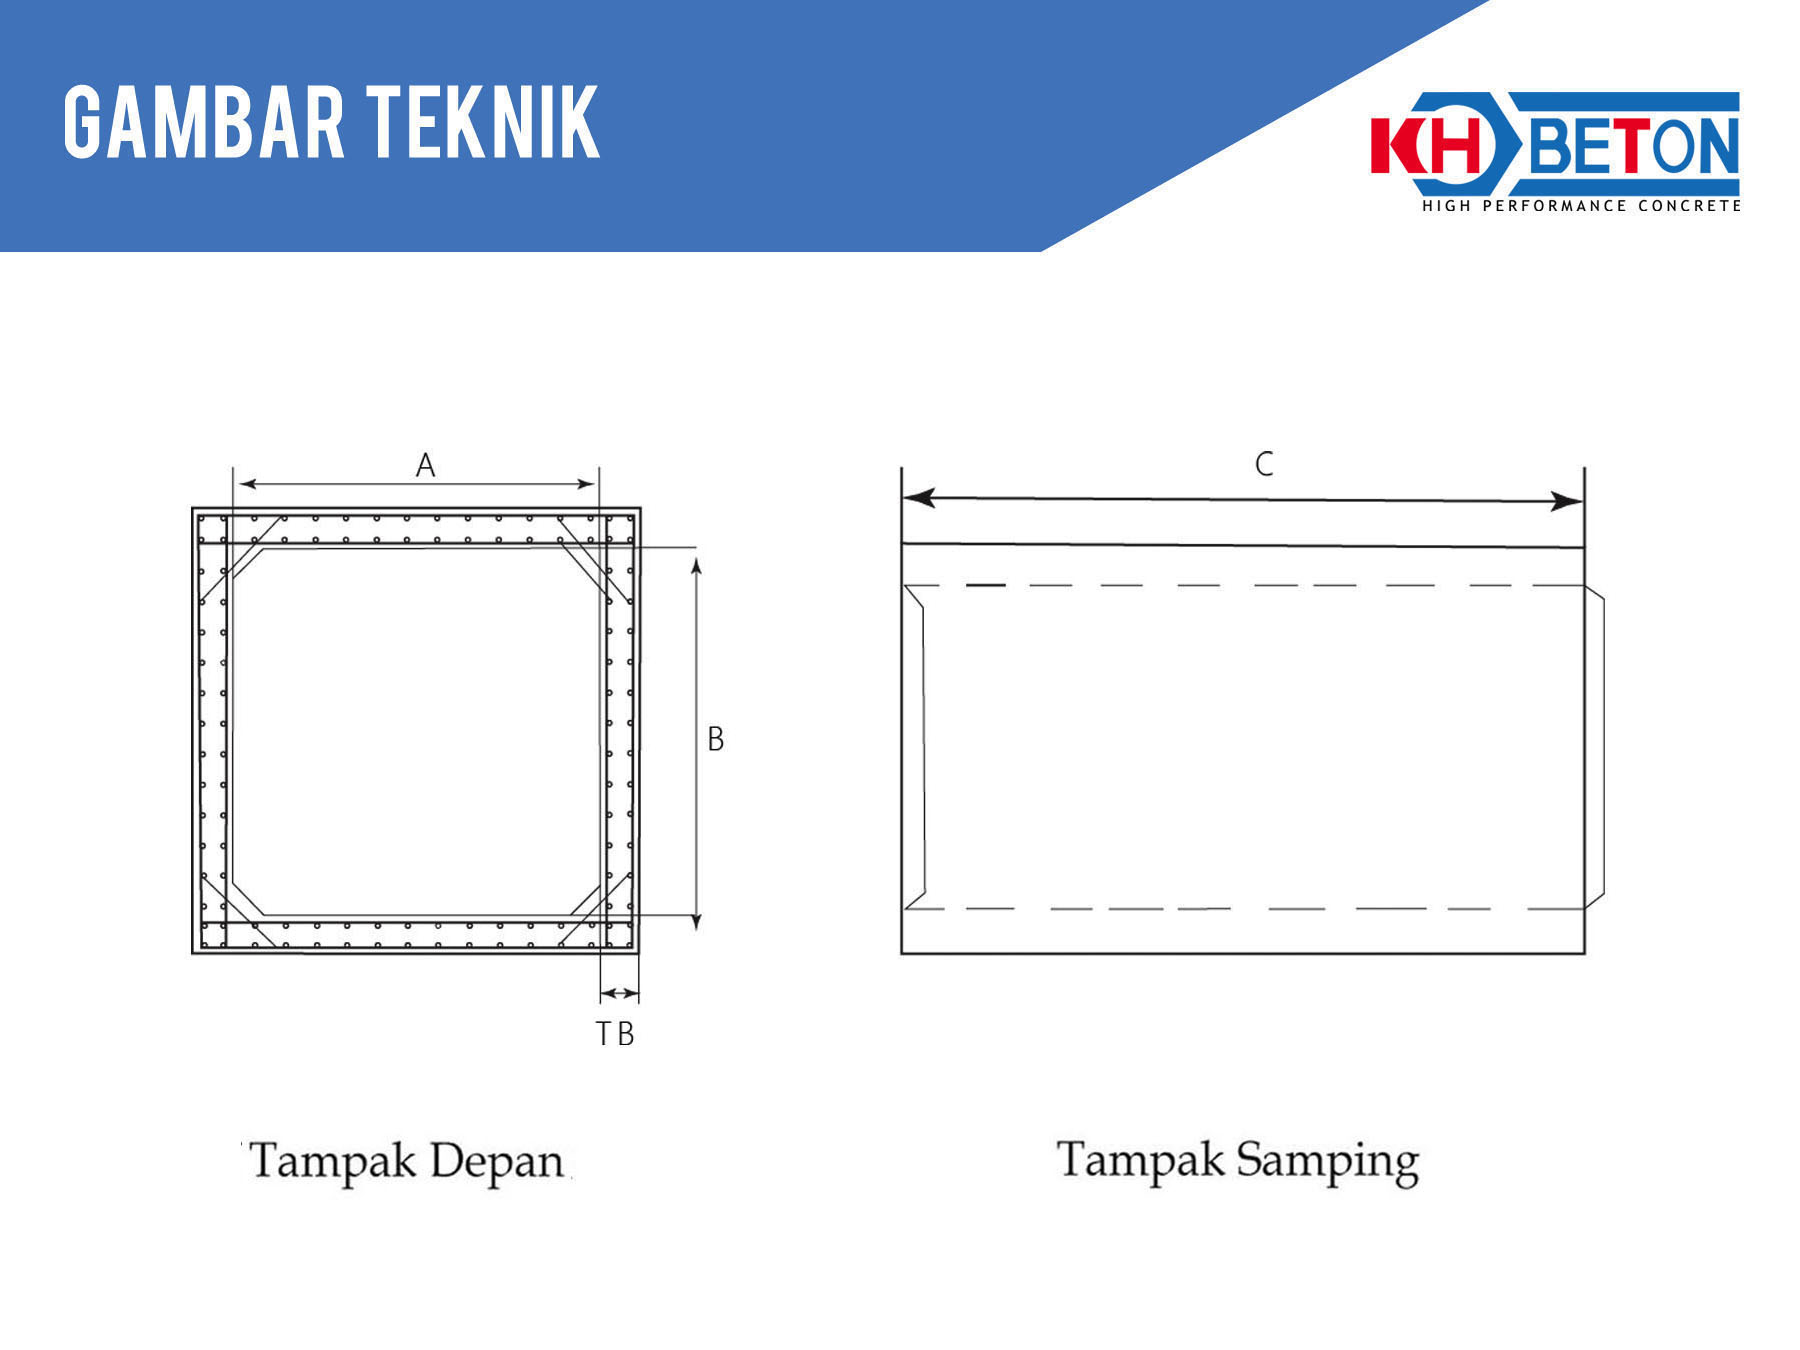 GAMBAR TEKNIK
KH BETON
HIGH PERFORMANCE CONCRETE
A
C
B
TB
Tampak Depan
Tampak Samping